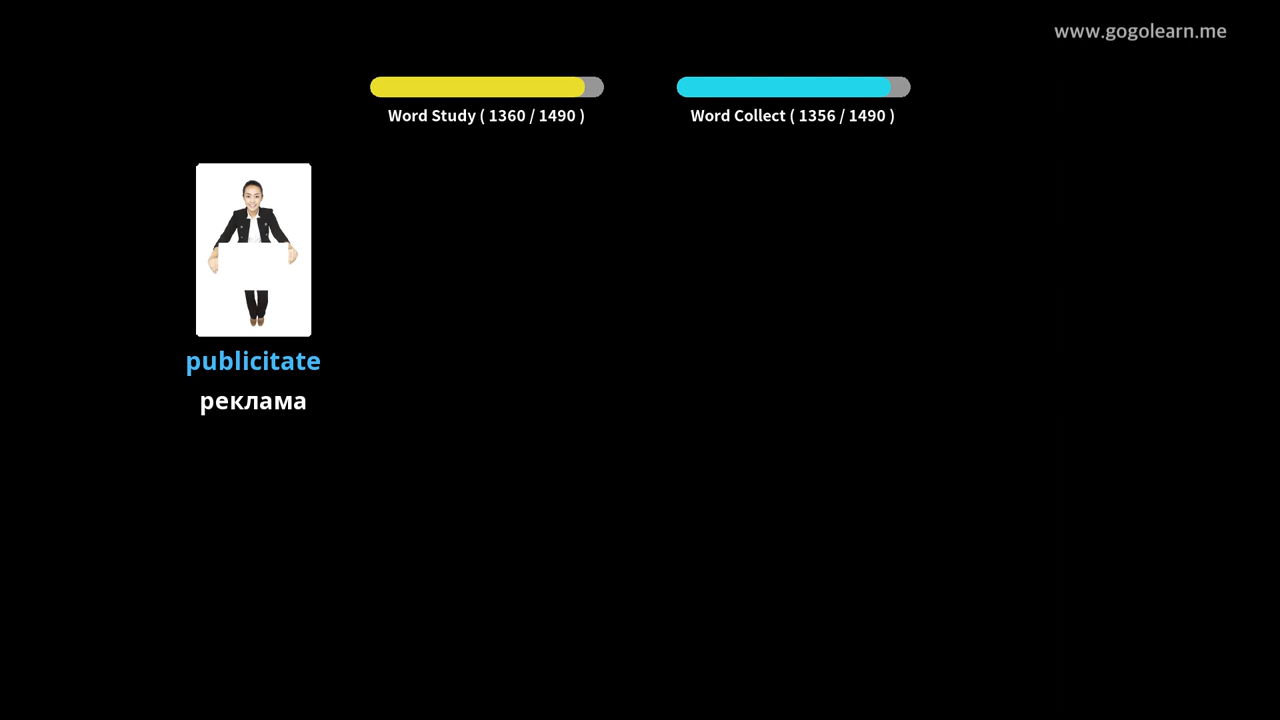 www.gogolearn.me
Word Study ( 1360 / 1490 )
Word Collect ( 1356 / 1490 )
publicitate
реклама